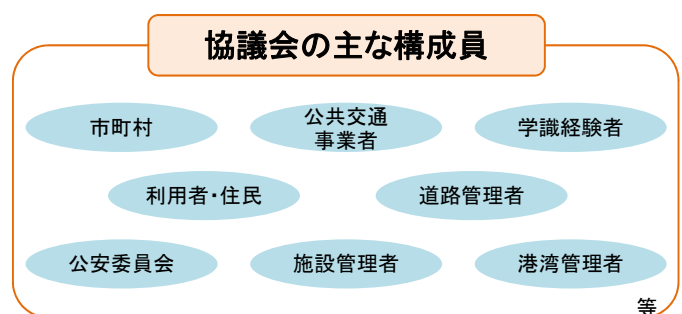 協議会の主な構成員
市町村
公共交通
事業者
学識経験者
利用者・住民
道路管理者
公安委員会
施設管理者
港湾管理者
等